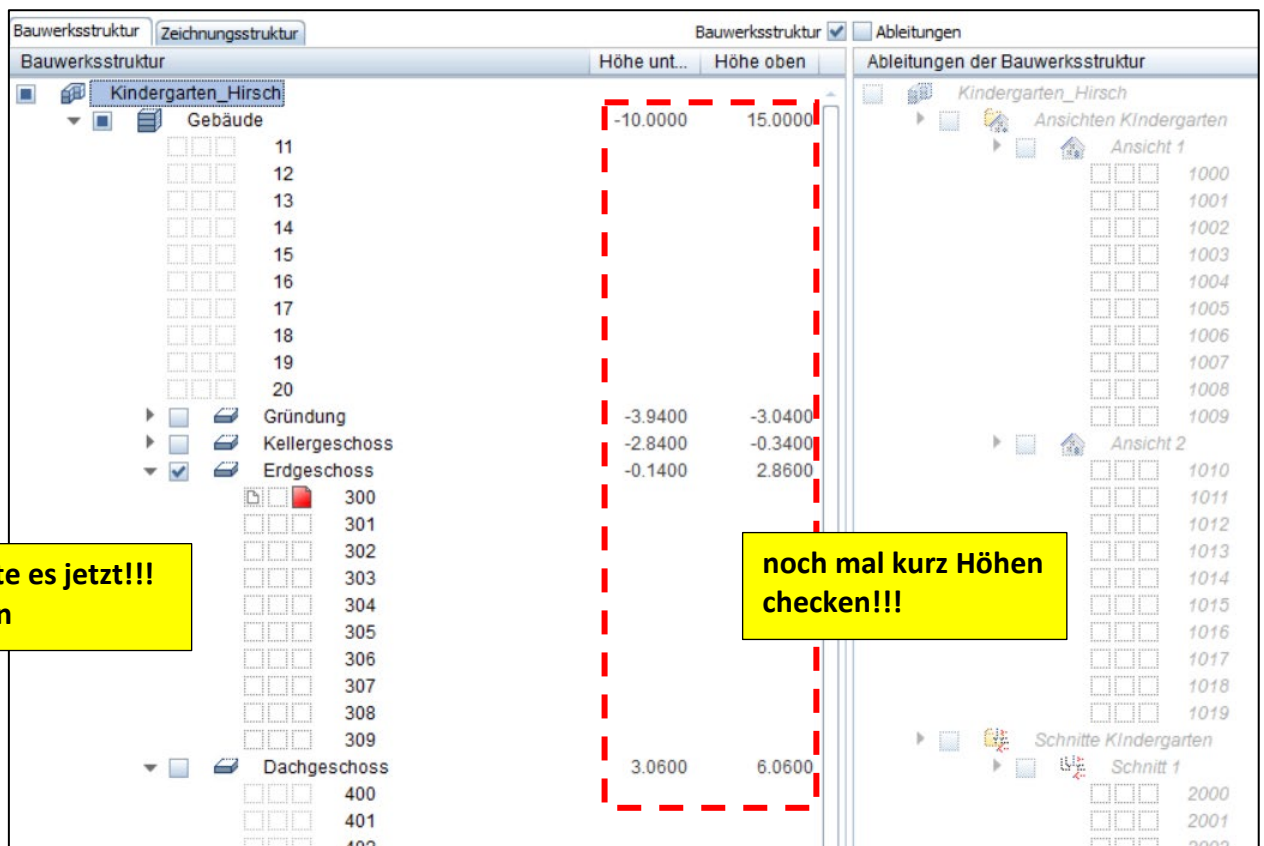 Bauwerksstruktur Zeichnungsstruktur Bauwerksstruktur Ableitungen
Bauwerksstruktur Höhe unt... Höhe oben Ableitungen der Bauwerksstruktur
Kindergarten_Hirsch Kindergarten_Hirsch
Gebäude -10.0000 15.0000 Ansichten KIndergarten
11 Ansicht 1
12 1000
13 1001
14 1002
15 1003
16 1004
17 1005
18 1006
19 1007
20 1008
Gründung -3.9400 -3.0400 1009
Kellergeschoss -2.8400 -0.3400 Ansicht 2
Erdgeschoss -0.1400 2.8600 1010
300 1011
301 1012
302 1013
303 1014
304 1015
305 1016
306 1017
307 1018
308 1019
309 Schnitte KIndergarten
Dachgeschoss 3.0600 6.0600 Schnitt 1
400 2000
401 2001
te es jetzt!!!
n
noch mal kurz Höhen
checken!!!